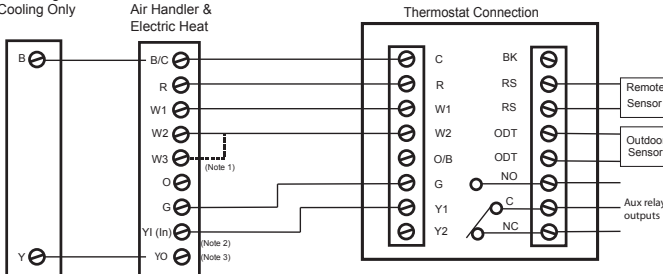 Cooling Only
Air Handler &
Electric Heat
Thermostat Connection
B
Y
B/C
R
W1
W2
W3
(Note 1)
O
G
YI (In)
(Note 2)
YO
(Note 3)
C
R
W1
W2
O/B
G
Y1
Y2
BK
RS
RS
ODT
ODT
NO
C
NC
Remote
Sensor
Outdoor
Sensor
Aux relay
outputs